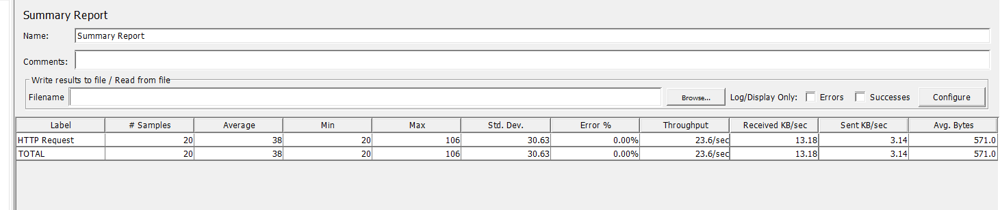 Summary Report
Name: Summary Report
Comments:
Write results to file / Read from file
Filename Browse... Log/Display Only: Errors Successes Configure
Label # Samples Average Min Max Std. Dev. Error % Throughput Received KB/sec Sent KB/sec Avg. Bytes
HTTP Request 20 38 20 106 30.63 0.00% 23.6/sec 13.18 3.14 571.0
TOTAL 20 38 20 106 30.63 0.00% 23.6/sec 13.18 3.14 571.0